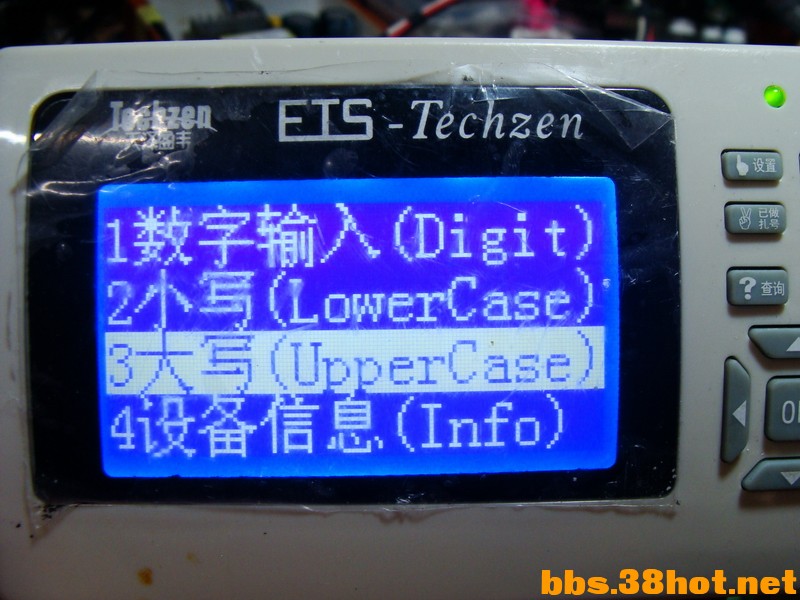 Techzen
ETS-Techzen
1数字输入(Digit)
2小写(LowerCase)
3大写(UpperCase)
4设备信息(Info)
设置
已做
扎号
?查询
bbs.38hot.net